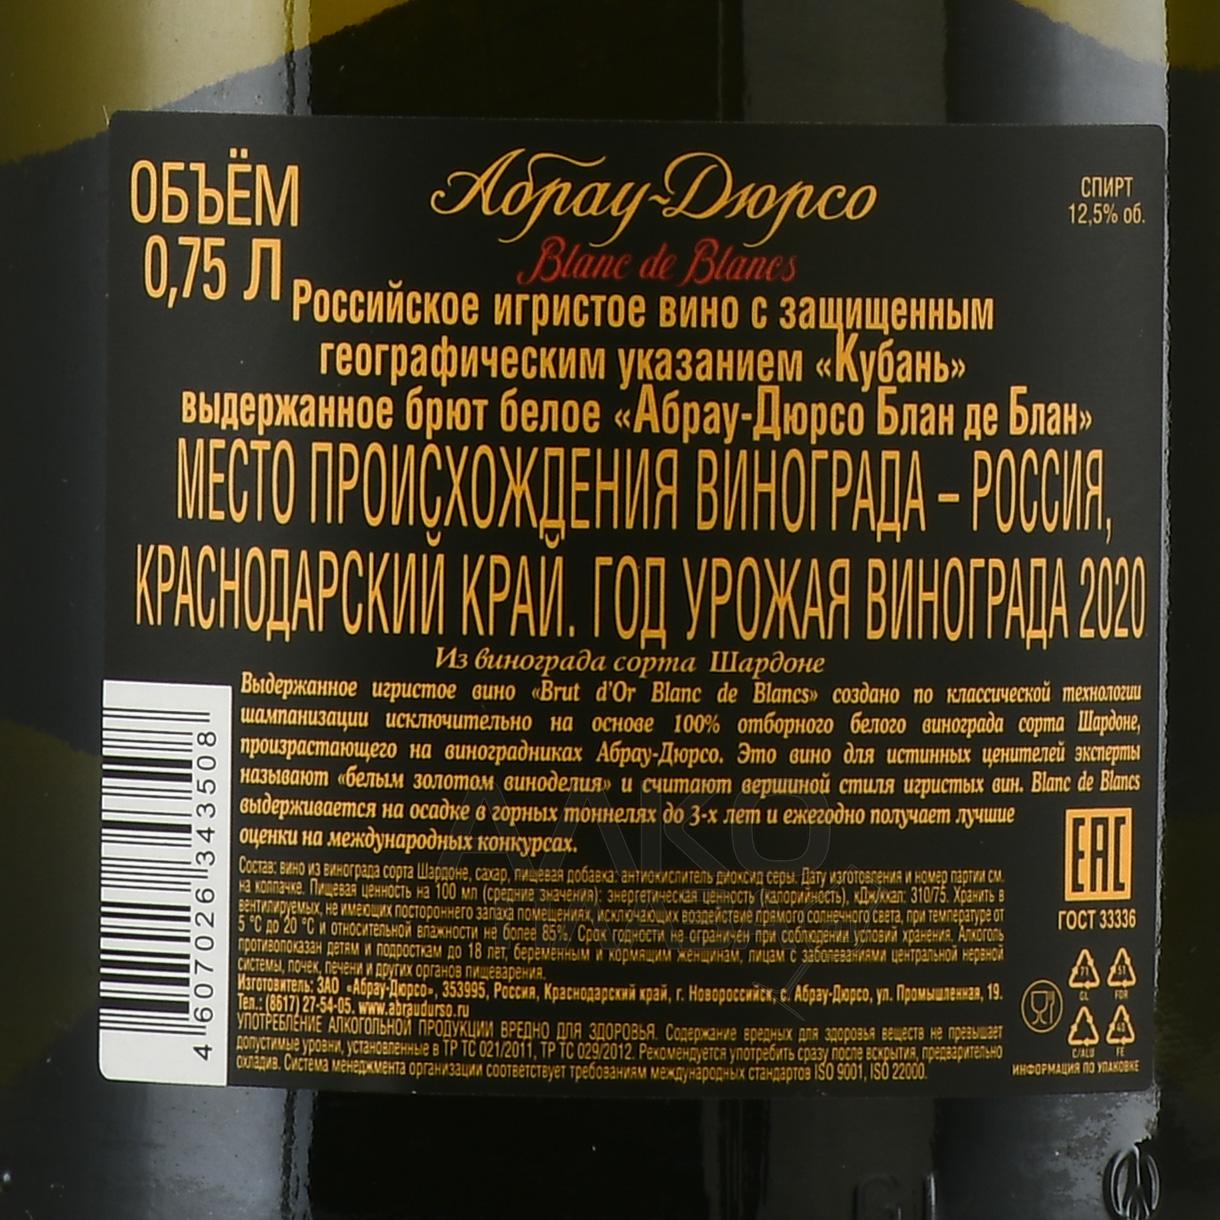 ОБЪЁМ
0,75 Л
Абрау-Дюрсо
Blanc de Blancs
СПИРТ
12,5% об.
Российское игристое вино с защищенным
географическим указанием «Кубань»
выдержанное брют белое «Абрау-Дюрсо Блан де Блан»
МЕСТО ПРОИСХОЖДЕНИЯ ВИНОГРАДА – РОССИЯ,
КРАСНОДАРСКИЙ КРАЙ. ГОД УРОЖАЯ ВИНОГРАДА 2020
Из винограда сорта Шардоне
Выдержанное игристое вино «Brut d’Or Blanc de Blancs» создано по классической технологии
шампанизации исключительно на основе 100% отборного белого винограда сорта Шардоне,
произрастающего на виноградниках Абрау-Дюрсо. Это вино для истинных ценителей эксперты
называют «белым золотом виноделия» и считают вершиной стиля игристых вин. Blanc de Blancs
выдерживается на осадке в горных тоннелях до 3-х лет и ежегодно получает лучшие
оценки на международных конкурсах.
Состав: вино из винограда сорта Шардоне, сахар, пищевая добавка: антиокислитель диоксид серы. Дату изготовления и номер партии см.
на колпачке. Пищевая ценность на 100 мл (средние значения): энергетическая ценность (калорийность), кДж/ккал: 310/75. Хранить в
вентилируемых, не имеющих постороннего запаха помещениях, исключающих воздействие прямого солнечного света, при температуре от
5 °С до 20 °С и относительной влажности не более 85%. Срок годности не ограничен при соблюдении условий хранения. Алкоголь
противопоказан детям и подросткам до 18 лет, беременным и кормящим женщинам, лицам с заболеваниями центральной нервной
системы, почек, печени и других органов пищеварения.
Изготовитель: ЗАО «Абрау-Дюрсо», 353995, Россия, Краснодарский край, г. Новороссийск, с. Абрау-Дюрсо, ул. Промышленная, 19.
Тел.: (8617) 27-54-05. www.abraudurso.ru
УПОТРЕБЛЕНИЕ АЛКОГОЛЬНОЙ ПРОДУКЦИИ ВРЕДНО ДЛЯ ЗДОРОВЬЯ. Содержание вредных для здоровья веществ не превышает
допустимые уровни, установленные в ТР ТС 021/2011, ТР ТС 029/2012. Рекомендуется употребить сразу после вскрытия, предварительно
охладив. Система менеджмента организации соответствует требованиям международных стандартов ISO 9001, ISO 22000.
4 607026 343508
ЕАС
ГОСТ 33336
71
GL
51
FOR
C/ALU
40
FE
ИНФОРМАЦИЯ ПО УПАКОВКЕ